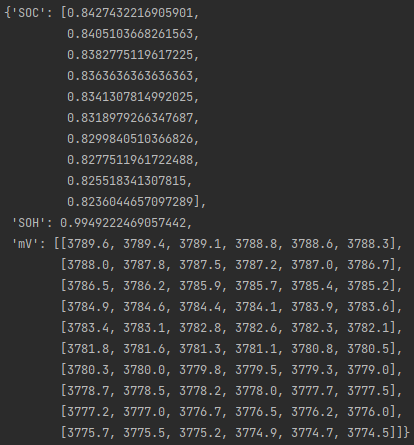 {'SOC': [0.8427432216905901,
0.8405103668261563,
0.8382775119617225,
0.8363636363636363,
0.8341307814992025,
0.8318979266347687,
0.8299840510366826,
0.8277511961722488,
0.825518341307815,
0.8236044657097289],
'SOH': 0.9949222469057442,
'mV': [[3789.6, 3789.4, 3789.1, 3788.8, 3788.6, 3788.3],
[3788.0, 3787.8, 3787.5, 3787.2, 3787.0, 3786.7],
[3786.5, 3786.2, 3785.9, 3785.7, 3785.4, 3785.2],
[3784.9, 3784.6, 3784.4, 3784.1, 3783.9, 3783.6],
[3783.4, 3783.1, 3782.8, 3782.6, 3782.3, 3782.1],
[3781.8, 3781.6, 3781.3, 3781.1, 3780.8, 3780.5],
[3780.3, 3780.0, 3779.8, 3779.5, 3779.3, 3779.0],
[3778.7, 3778.5, 3778.2, 3778.0, 3777.7, 3777.5],
[3777.2, 3777.0, 3776.7, 3776.5, 3776.2, 3776.0],
[3775.7, 3775.5, 3775.2, 3774.9, 3774.7, 3774.5]]}